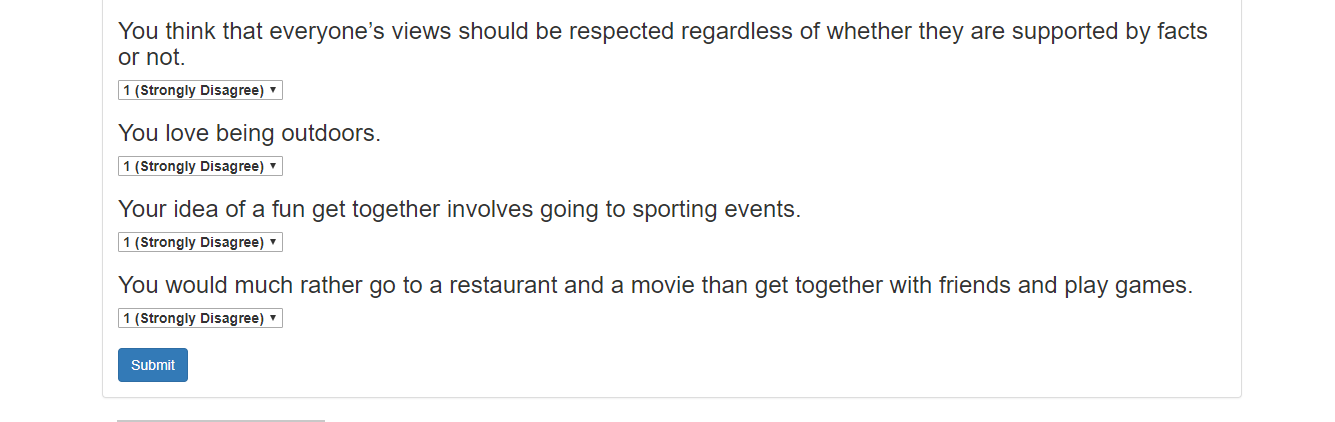 You think that everyone’s views should be respected regardless of whether they are supported by facts
or not.
1 (Strongly Disagree)
You love being outdoors.
1 (Strongly Disagree)
Your idea of a fun get together involves going to sporting events.
1 (Strongly Disagree)
You would much rather go to a restaurant and a movie than get together with friends and play games.
1 (Strongly Disagree)
Submit